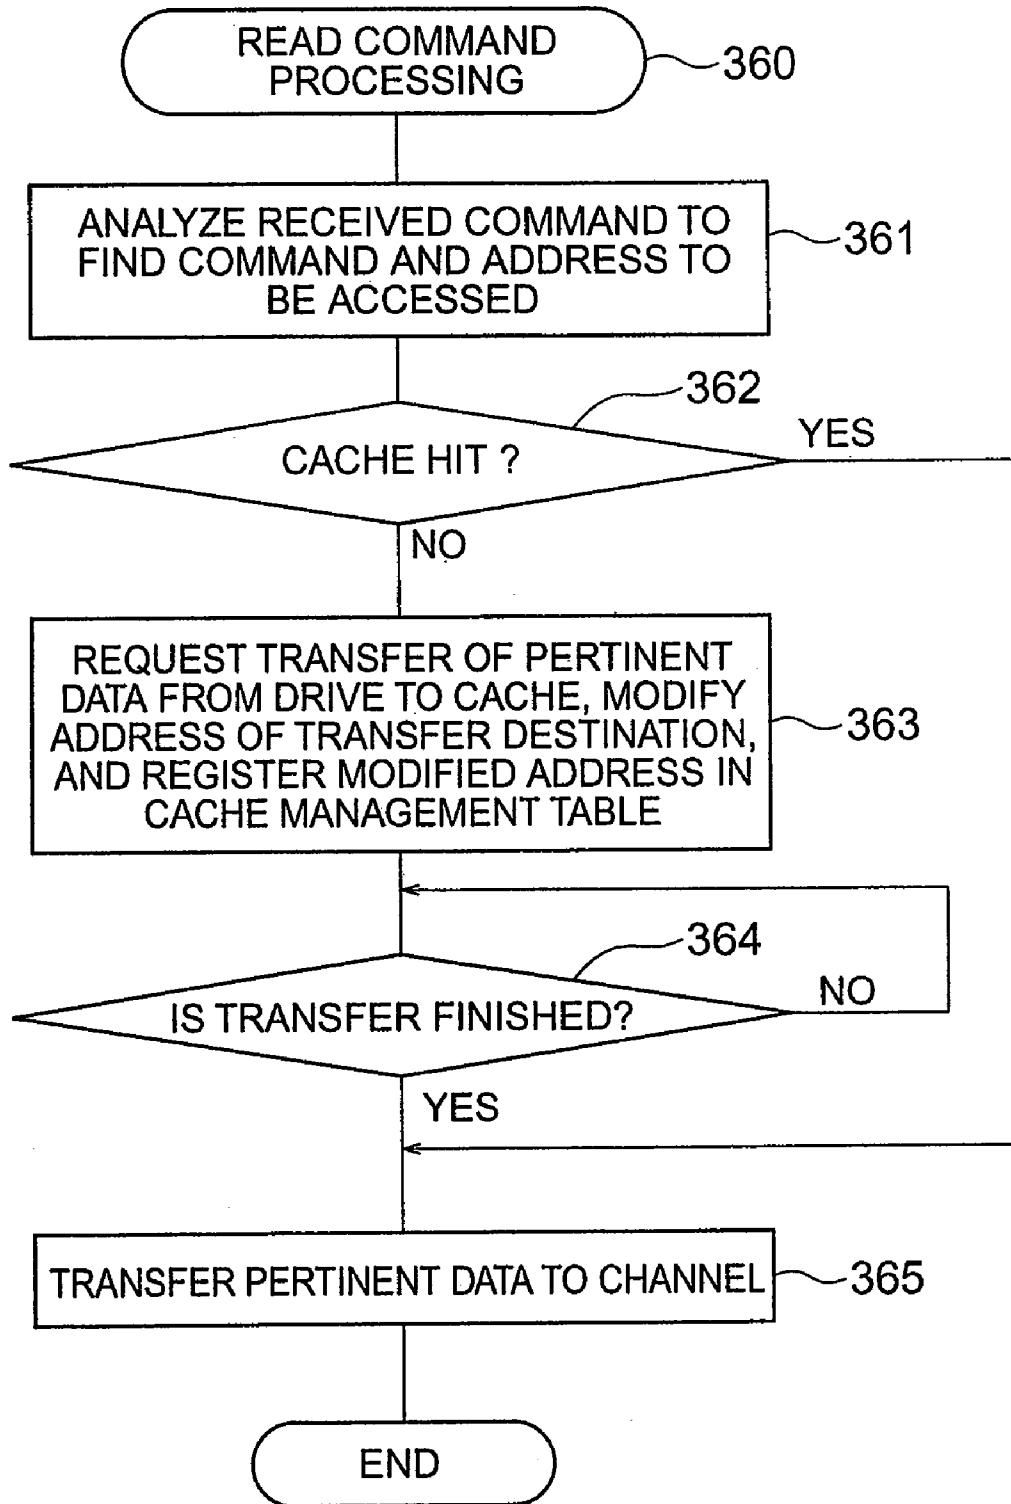 READ COMMAND
PROCESSING
360
ANALYZE RECEIVED COMMAND TO
FIND COMMAND AND ADDRESS TO
BE ACCESSED
361
362
CACHE HIT ?
YES
NO
REQUEST TRANSFER OF PERTINENT
DATA FROM DRIVE TO CACHE, MODIFY
ADDRESS OF TRANSFER DESTINATION,
AND REGISTER MODIFIED ADDRESS IN
CACHE MANAGEMENT TABLE
363
364
IS TRANSFER FINISHED?
NO
YES
TRANSFER PERTINENT DATA TO CHANNEL
365
END